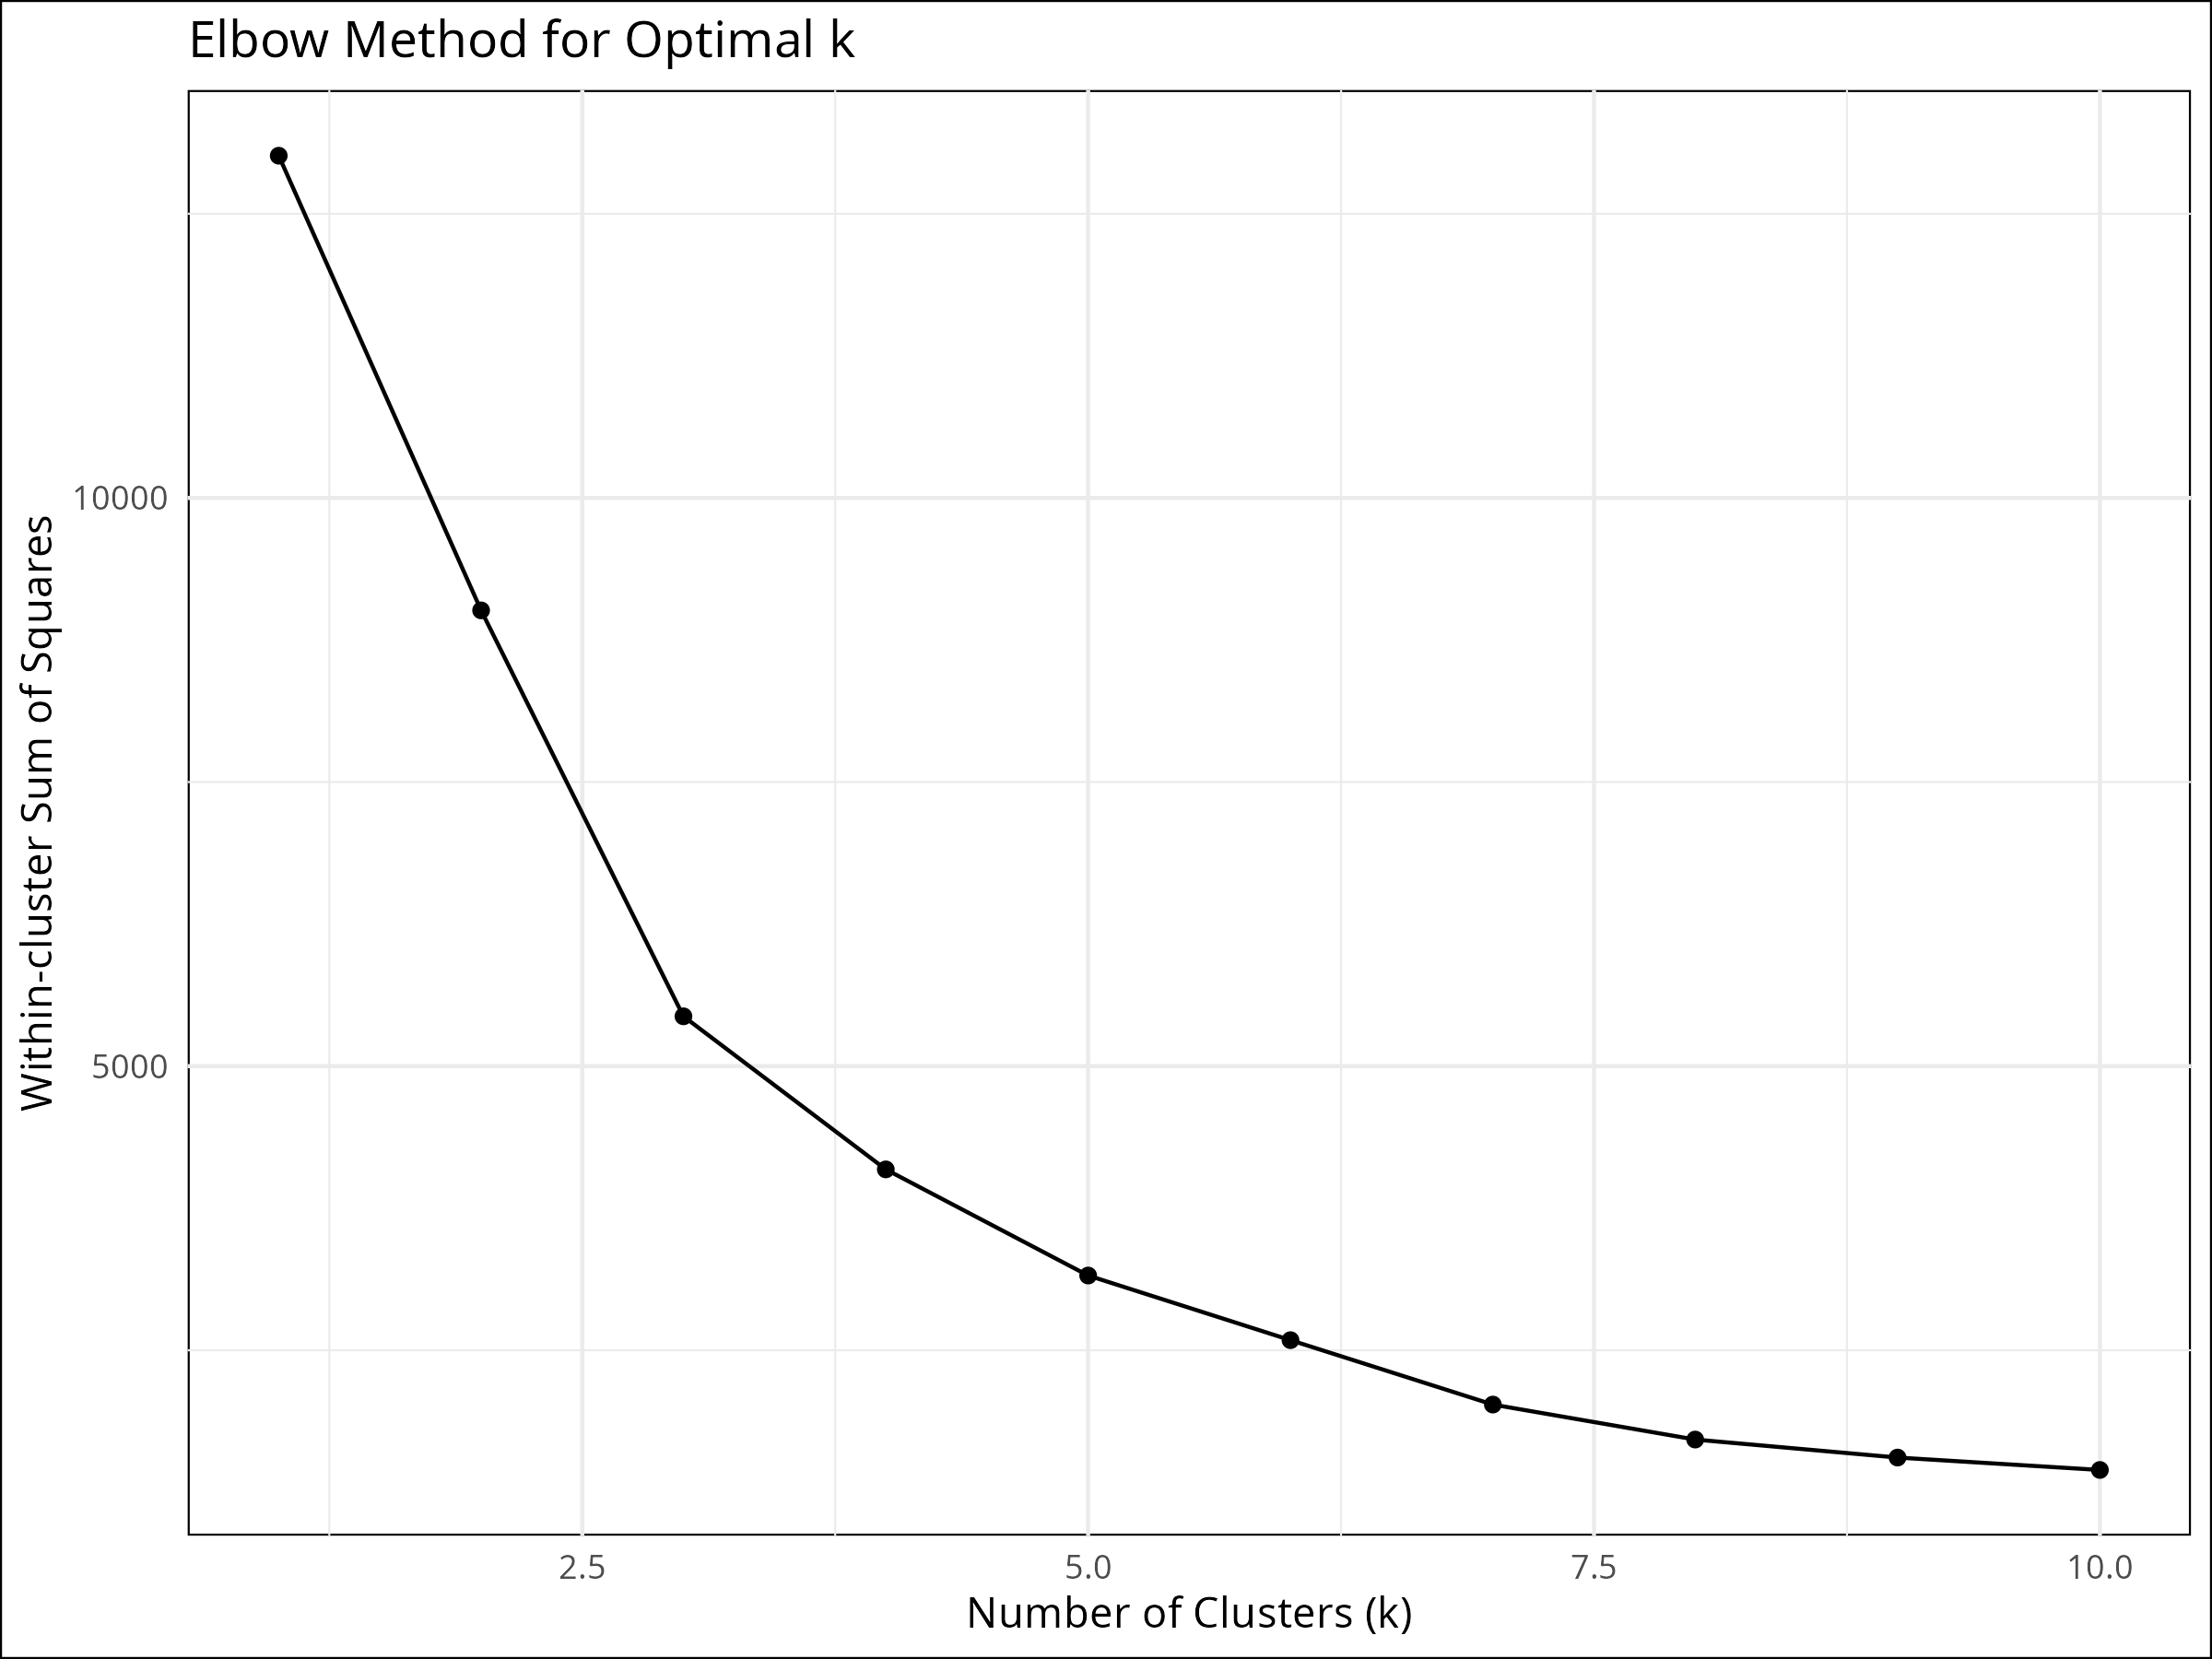 Elbow Method for Optimal k
Within-cluster Sum of Squares
10000
5000
2.5 5.0 7.5 10.0
Number of Clusters (k)